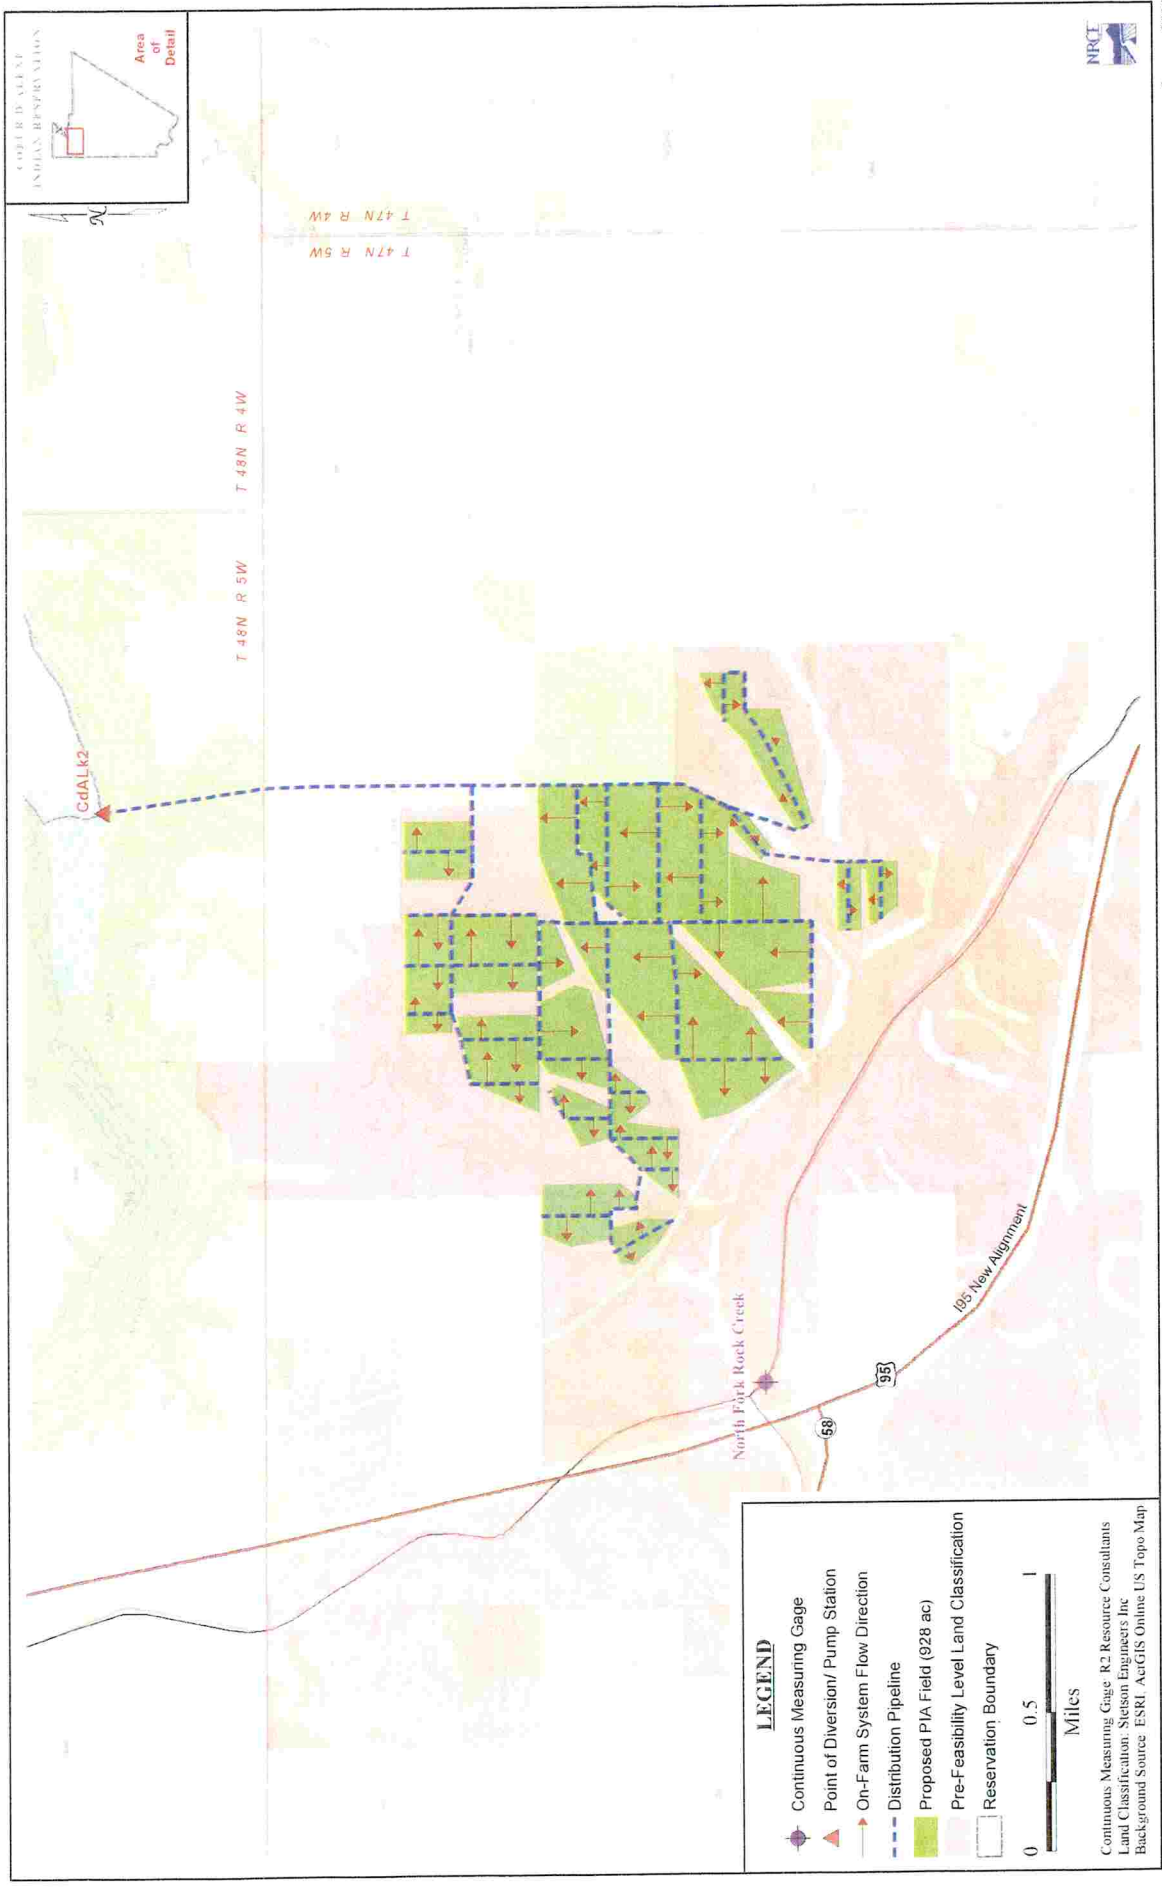 COEUR D'ALENE
INDIAN RESERVATION
Area
of
Detail
N
CdALk2
T 48N R 5W
T 48N R 4W
T 47N R 5W
T 47N R 4W
North Fork Rock Creek
95
58
I95 New Alignment
LEGEND
Continuous Measuring Gage
Point of Diversion/ Pump Station
On-Farm System Flow Direction
Distribution Pipeline
Proposed PIA Field (928 ac)
Pre-Feasibility Level Land Classification
Reservation Boundary
0 0.5 1
Miles
Continuous Measuring Gage: R2 Resource Consultants
Land Classification: Stetson Engineers Inc
Background Source: ESRI, ArcGIS Online US Topo Map
NRCE